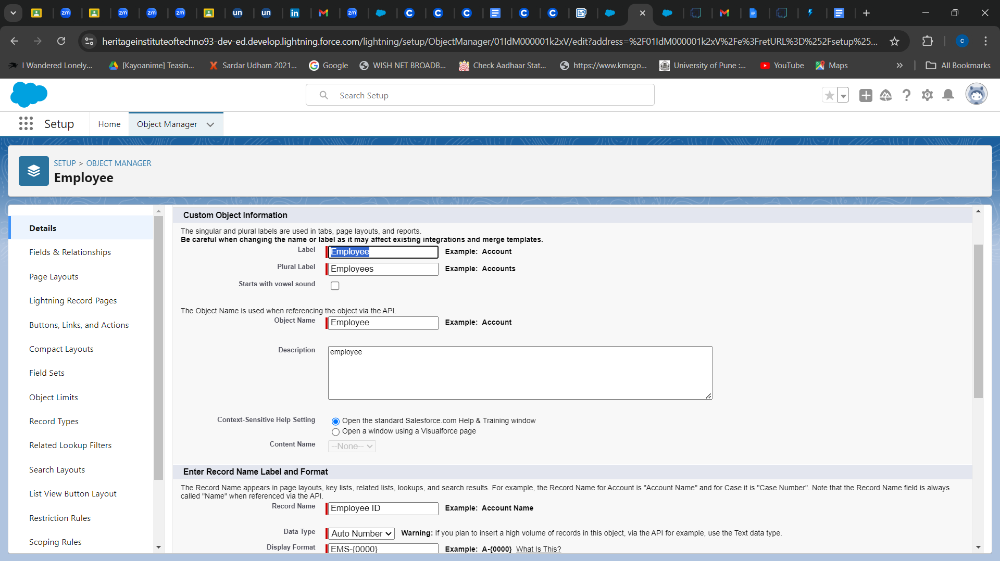 heritageinstituteoftechno93-dev-ed.develop.lightning.force.com/lightning/setup/ObjectManager/01IdM000001k2xV/edit?address=%2F01IdM000001k2xV%2Fe%3FretURL%3D%252Fsetup%25...
I Wandered Lonely... [Kayoanime] Teasin... Sardar Udham 2021... Google WISH NET BROADB... Check Aadhaar Stat... https://www.kmcgo... University of Pune :... YouTube Maps All Bookmarks
Search Setup
Setup Home Object Manager
SETUP > OBJECT MANAGER
Employee
Details
Fields & Relationships
Page Layouts
Lightning Record Pages
Buttons, Links, and Actions
Compact Layouts
Field Sets
Object Limits
Record Types
Related Lookup Filters
Search Layouts
List View Button Layout
Restriction Rules
Scoping Rules
Custom Object Information
The singular and plural labels are used in tabs, page layouts, and reports.
Be careful when changing the name or label as it may affect existing integrations and merge templates.
Label Employee Example: Account
Plural Label Employees Example: Accounts
Starts with vowel sound
The Object Name is used when referencing the object via the API.
Object Name Employee Example: Account
Description employee
Context-Sensitive Help Setting Open the standard Salesforce.com Help & Training window
Open a window using a Visualforce page
Content Name --None--
Enter Record Name Label and Format
The Record Name appears in page layouts, key lists, related lists, lookups, and search results. For example, the Record Name for Account is "Account Name" and for Case it is "Case Number". Note that the Record Name field is always
called "Name" when referenced via the API.
Record Name Employee ID Example: Account Name
Data Type Auto Number Warning: If you plan to insert a high volume of records in this object, via the API for example, use the Text data type.
Display Format EMS-{0000} Example: A-{0000} What Is This?